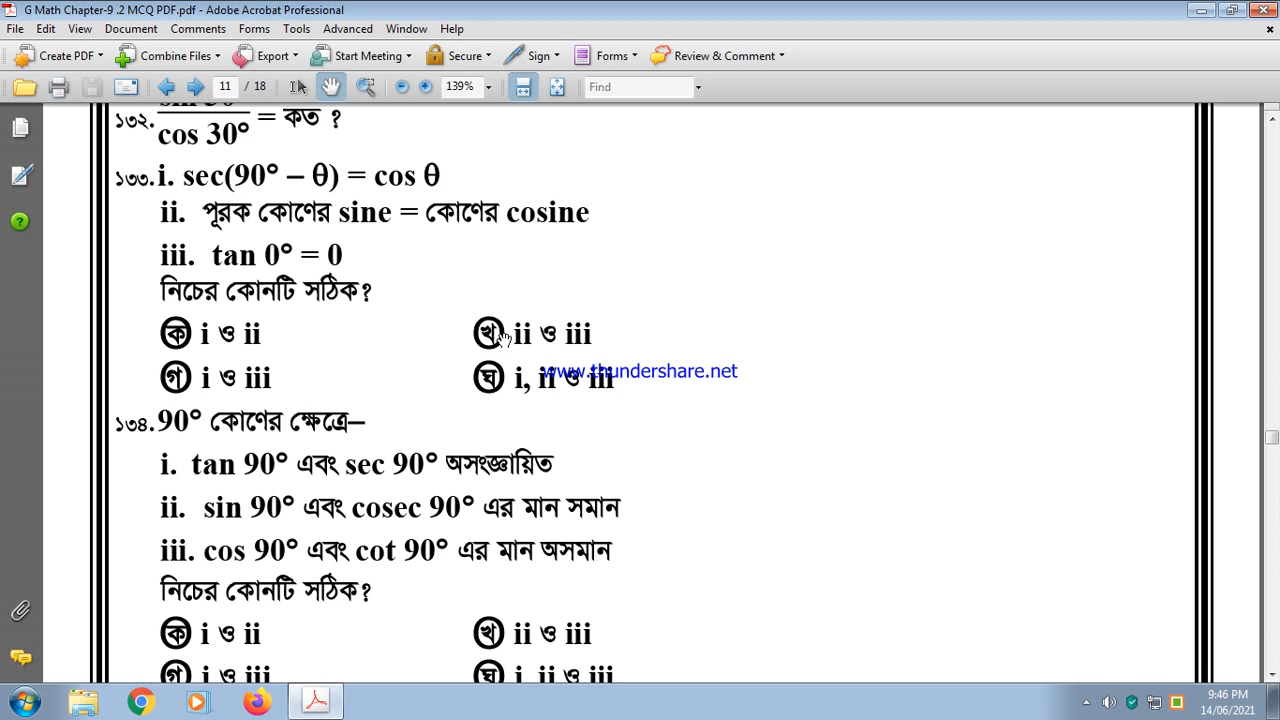 G Math Chapter-9 .2 MCQ PDF.pdf - Adobe Acrobat Professional
File Edit View Document Comments Forms Tools Advanced Window Help
Create PDF Combine Files Export Start Meeting Secure Sign Forms Review & Comment
11 / 18 139% Find
১৩২. cos 30° = কত ?
১৩৩. i. sec(90° – θ) = cos θ
ii. পূরক কোণের sine = কোণের cosine
iii. tan 0° = 0
নিচের কোনটি সঠিক?
ক i ও ii খ ii ও iii
গ i ও iii ঘ i, ii ও iii
www.thundershare.net
১৩৪. 90° কোণের ক্ষেত্রে–
i. tan 90° এবং sec 90° অসংজ্ঞায়িত
ii. sin 90° এবং cosec 90° এর মান সমান
iii. cos 90° এবং cot 90° এর মান অসমান
নিচের কোনটি সঠিক?
ক i ও ii খ ii ও iii
গ i ও iii ঘ i, ii ও iii
9:46 PM
14/06/2021